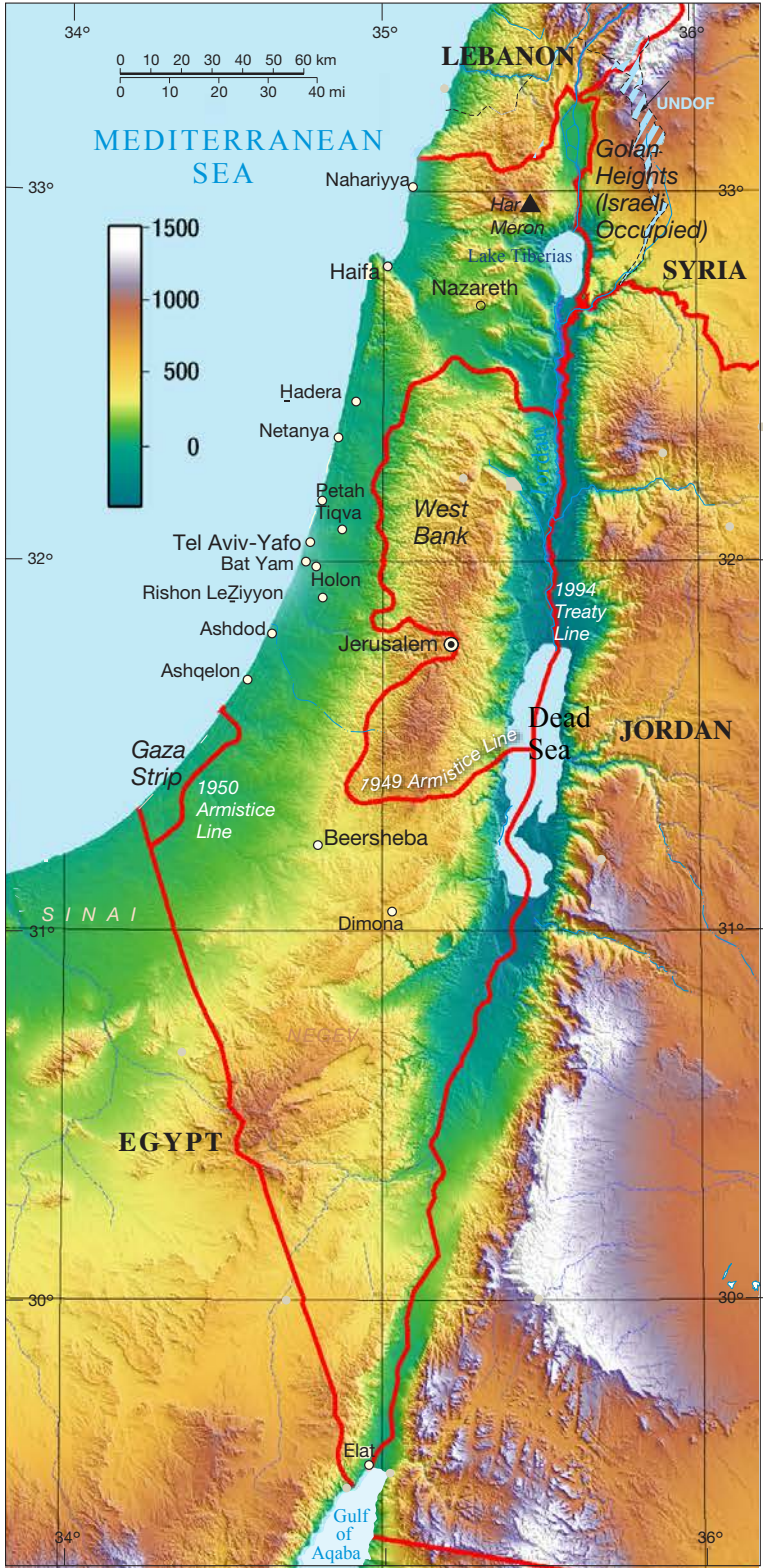 34°
35°
36°
0 10 20 30 40 50 60 km
0 10 20 30 40 mi
LEBANON
UNDOF
MEDITERRANEAN
SEA
Golan
Heights
(Israeli
Occupied)
33°
Nahariyya
33°
Har
Meron
1500
Lake Tiberias
Haifa
SYRIA
Nazareth
1000
500
Hadera
Netanya
0
Petah
Tiqva
West
Bank
Tel Aviv-Yafo
32°
Bat Yam
32°
Holon
Rishon LeZiyyon
1994
Treaty
Line
Ashdod
Jerusalem
Ashqelon
Dead
Sea
JORDAN
Gaza
Strip
1949 Armistice Line
1950
Armistice
Line
Beersheba
SINAI
Dimona
31°
31°
NEGEV
EGYPT
30°
30°
Elat
Gulf
of
Aqaba
34°
35°
36°